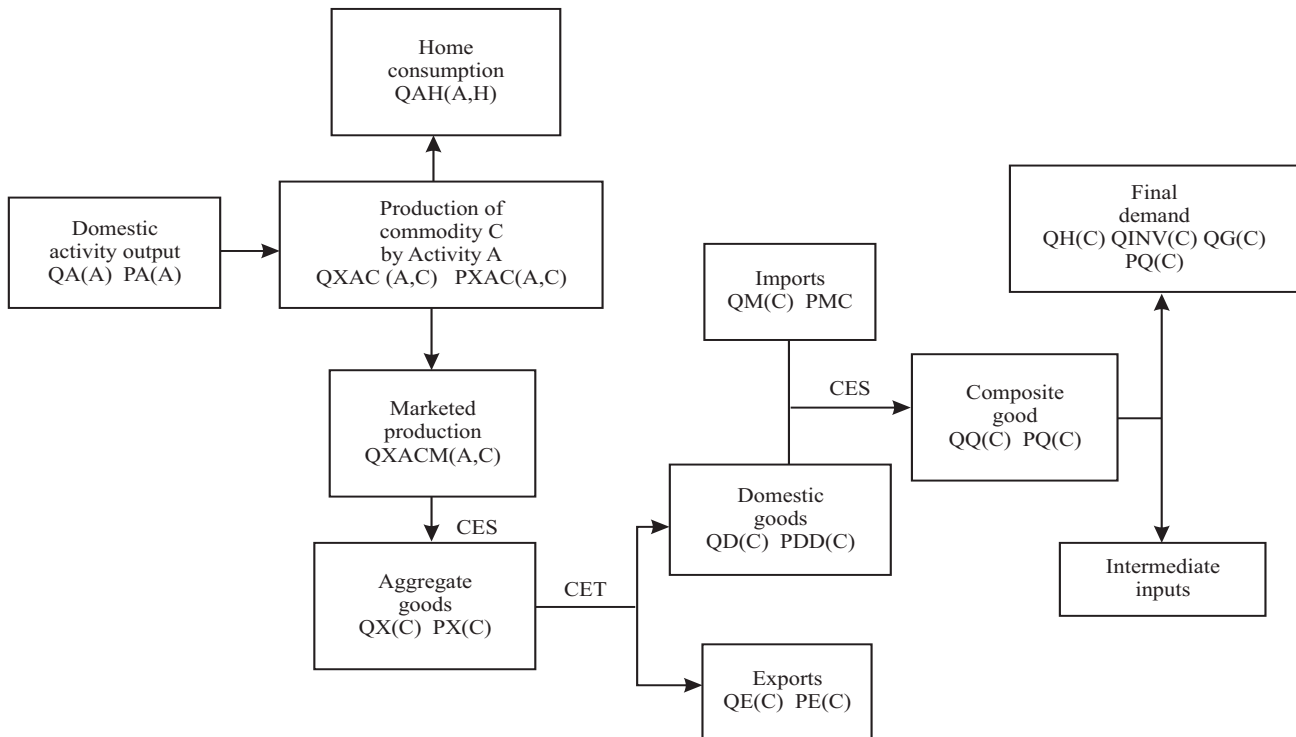 Home
consumption
QAH(A,H)
Domestic
activity output
QA(A) PA(A)
Production of
commodity C
by Activity A
QXAC (A,C) PXAC(A,C)
Final
demand
QH(C) QINV(C) QG(C)
PQ(C)
Imports
QM(C) PMC
CES
Composite
good
QQ(C) PQ(C)
Marketed
production
QXACM(A,C)
CES
Domestic
goods
QD(C) PDD(C)
Aggregate
goods
QX(C) PX(C)
CET
Intermediate
inputs
Exports
QE(C) PE(C)